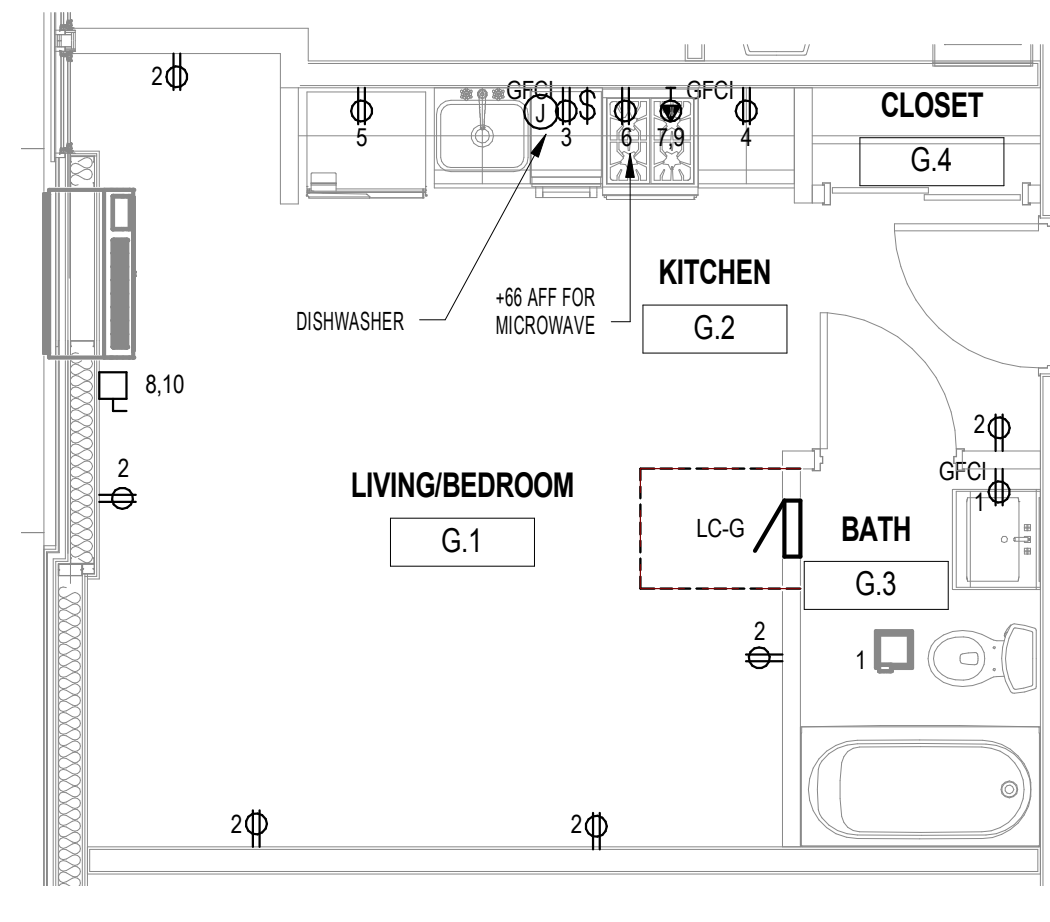 2
GFCI
GFCI
J
$
5
3
6
7,9
4
CLOSET
G.4
KITCHEN
G.2
+66 AFF FOR
MICROWAVE
DISHWASHER
8,10
2
2
GFCI
1
LIVING/BEDROOM
G.1
LC-G
BATH
G.3
2
1
2
2